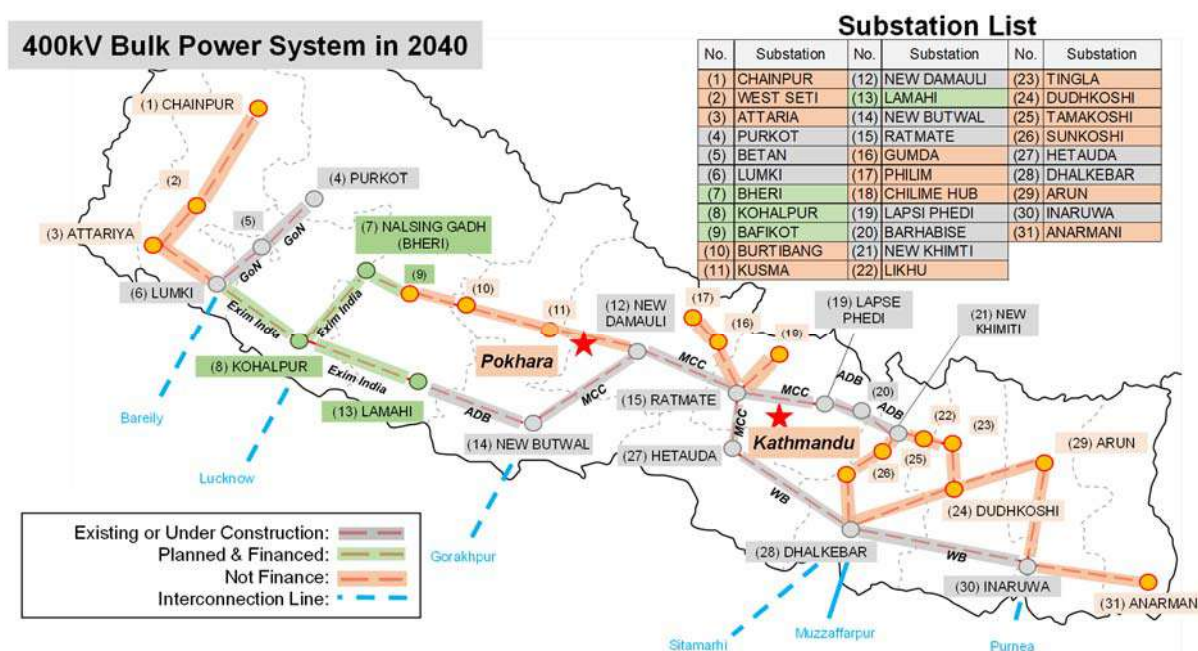 400kV Bulk Power System in 2040
Substation List
No. Substation No. Substation No. Substation
(1) CHAINPUR (12) NEW DAMAULI (23) TINGLA
(2) WEST SETI (13) LAMAHI (24) DUDHKOSHI
(3) ATTARIA (14) NEW BUTWAL (25) TAMAKOSHI
(4) PURKOT (15) RATMATE (26) SUNKOSHI
(5) BETAN (16) GUMDA (27) HETAUDA
(6) LUMKI (17) PHILIM (28) DHALKEBAR
(7) BHERI (18) CHILIME HUB (29) ARUN
(8) KOHALPUR (19) LAPSI PHEDI (30) INARUWA
(9) BAFIKOT (20) BARHABISE (31) ANARMANI
(10) BURTIBANG (21) NEW KHIMTI
(11) KUSMA (22) LIKHU
(1) CHAINPUR
(2)
(4) PURKOT
(3) ATTARIYA
(5)
GoN
GoN
(7) NALSING GADH
(BHERI)
(6) LUMKI
(9)
(10)
(11)
(12) NEW
DAMAULI
(17)
(16)
(18)
(19) LAPSE
PHEDI
(21) NEW
KHIMITI
Exim India
Exim India
Exim India
(8) KOHALPUR
Pokhara
MCC
MCC
MCC
MCC
ADB
ADB
(20)
(15) RATMATE
Bareily
(13) LAMAHI
ADB
(14) NEW BUTWAL
Kathmandu
(22)
(23)
(25)
(26)
(29) ARUN
(27) HETAUDA
WB
(24) DUDHKOSHI
Lucknow
Gorakhpur
(28) DHALKEBAR
WB
(30) INARUWA
(31) ANARMAN
Existing or Under Construction:
Planned & Financed:
Not Finance:
Interconnection Line:
Sitamarhi
Muzzaffarpur
Purnea